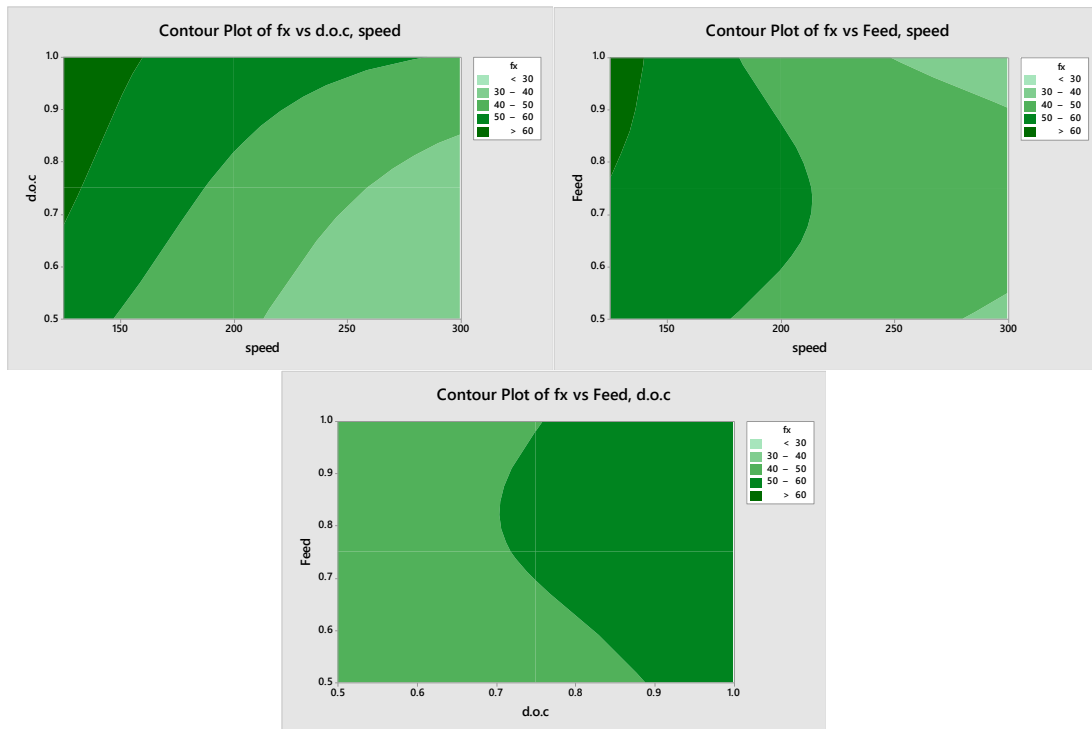 Contour Plot of fx vs d.o.c, speed
fx
< 30
30 – 40
40 – 50
50 – 60
> 60
1.0
0.9
0.8
0.7
0.6
0.5
d.o.c
150
200
250
300
speed
Contour Plot of fx vs Feed, speed
fx
< 30
30 – 40
40 – 50
50 – 60
> 60
1.0
0.9
0.8
0.7
0.6
0.5
Feed
150
200
250
300
speed
Contour Plot of fx vs Feed, d.o.c
fx
< 30
30 – 40
40 – 50
50 – 60
> 60
1.0
0.9
0.8
0.7
0.6
0.5
Feed
0.5
0.6
0.7
0.8
0.9
1.0
d.o.c